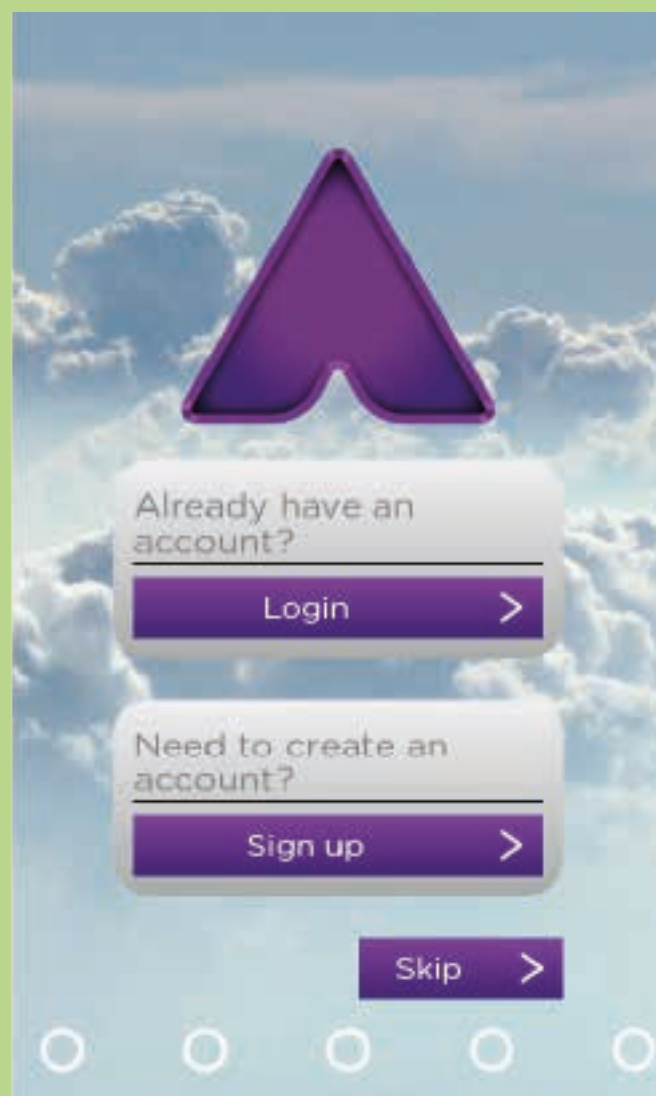 Already have an
account?
Login >
Need to create an
account?
Sign up >
Skip >